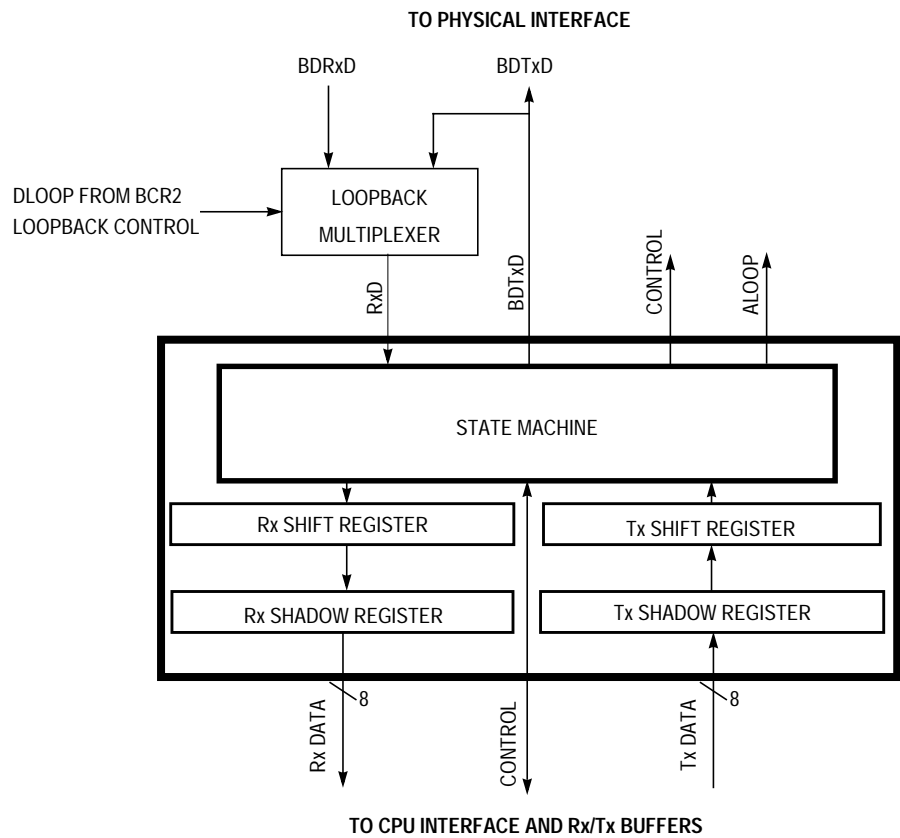 TO PHYSICAL INTERFACE
BDRxD
BDTxD
DLOOP FROM BCR2
LOOPBACK CONTROL
LOOPBACK
MULTIPLEXER
RxD
BDTxD
CONTROL
ALOOP
STATE MACHINE
Rx SHIFT REGISTER
Tx SHIFT REGISTER
Rx SHADOW REGISTER
Tx SHADOW REGISTER
8
8
Rx DATA
CONTROL
Tx DATA
TO CPU INTERFACE AND Rx/Tx BUFFERS